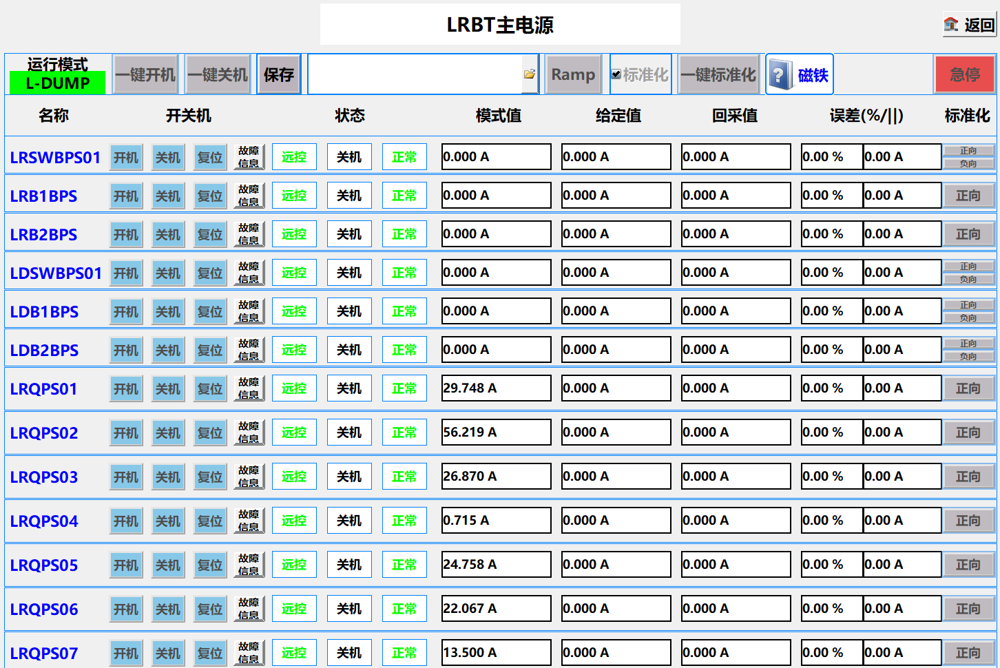 LRBT主电源
返回
运行模式
L-DUMP
一键开机 一键关机 保存 Ramp 标准化 一键标准化 磁铁 急停
名称 开关机 状态 模式值 给定值 回采值 误差(%/||) 标准化
LRSWBPS01 开机 关机 复位 故障信息 远控 关机 正常 0.000 A 0.000 A 0.000 A 0.00 % 0.00 A 正向 负向
LRB1BPS 开机 关机 复位 故障信息 远控 关机 正常 0.000 A 0.000 A 0.000 A 0.00 % 0.00 A 正向
LRB2BPS 开机 关机 复位 故障信息 远控 关机 正常 0.000 A 0.000 A 0.000 A 0.00 % 0.00 A 正向
LDSWBPS01 开机 关机 复位 故障信息 远控 关机 正常 0.000 A 0.000 A 0.000 A 0.00 % 0.00 A 正向 负向
LDB1BPS 开机 关机 复位 故障信息 远控 关机 正常 0.000 A 0.000 A 0.000 A 0.00 % 0.00 A 正向 负向
LDB2BPS 开机 关机 复位 故障信息 远控 关机 正常 0.000 A 0.000 A 0.000 A 0.00 % 0.00 A 正向 负向
LRQPS01 开机 关机 复位 故障信息 远控 关机 正常 29.748 A 0.000 A 0.000 A 0.00 % 0.00 A 正向
LRQPS02 开机 关机 复位 故障信息 远控 关机 正常 56.219 A 0.000 A 0.000 A 0.00 % 0.00 A 正向
LRQPS03 开机 关机 复位 故障信息 远控 关机 正常 26.870 A 0.000 A 0.000 A 0.00 % 0.00 A 正向
LRQPS04 开机 关机 复位 故障信息 远控 关机 正常 0.715 A 0.000 A 0.000 A 0.00 % 0.00 A 正向
LRQPS05 开机 关机 复位 故障信息 远控 关机 正常 24.758 A 0.000 A 0.000 A 0.00 % 0.00 A 正向
LRQPS06 开机 关机 复位 故障信息 远控 关机 正常 22.067 A 0.000 A 0.000 A 0.00 % 0.00 A 正向
LRQPS07 开机 关机 复位 故障信息 远控 关机 正常 13.500 A 0.000 A 0.000 A 0.00 % 0.00 A 正向